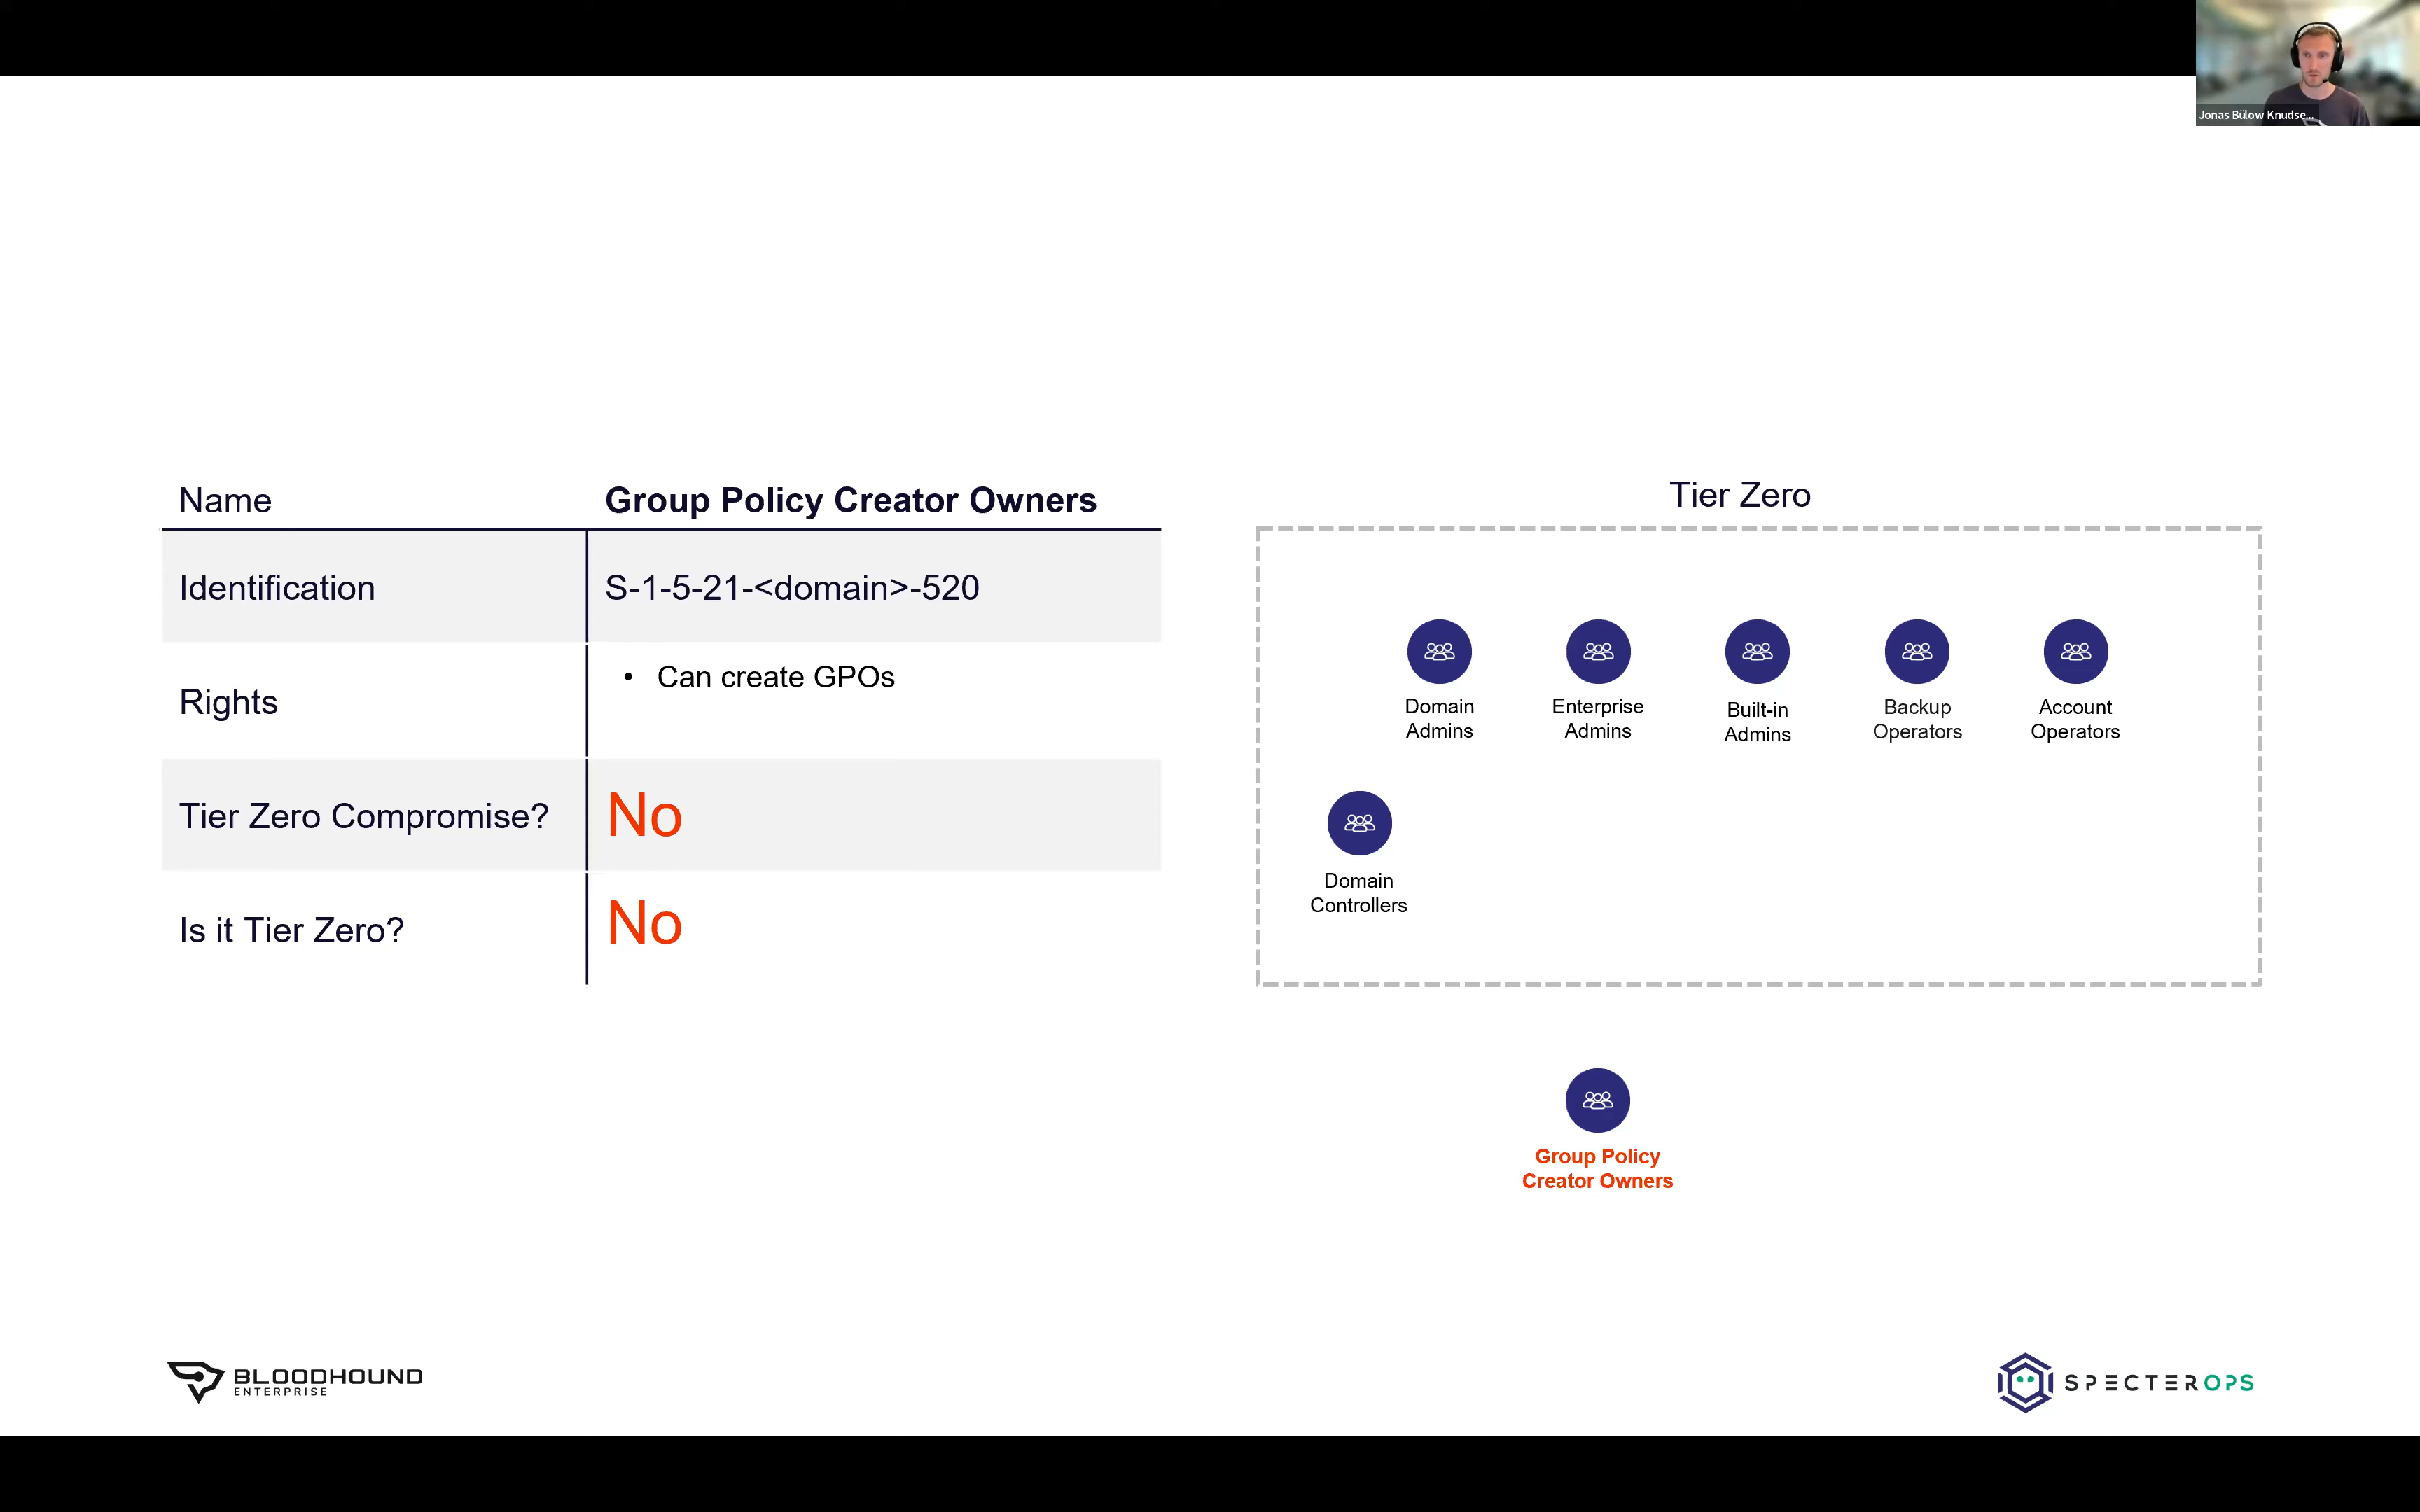 Jonas Bülow Knudse...
Name
Group Policy Creator Owners
Identification
S-1-5-21-<domain>-520
Rights
• Can create GPOs
Tier Zero Compromise?
No
Is it Tier Zero?
No
Tier Zero
Domain
Admins
Enterprise
Admins
Built-in
Admins
Backup
Operators
Account
Operators
Domain
Controllers
Group Policy
Creator Owners
BLOODHOUND
ENTERPRISE
SPECTEROPS